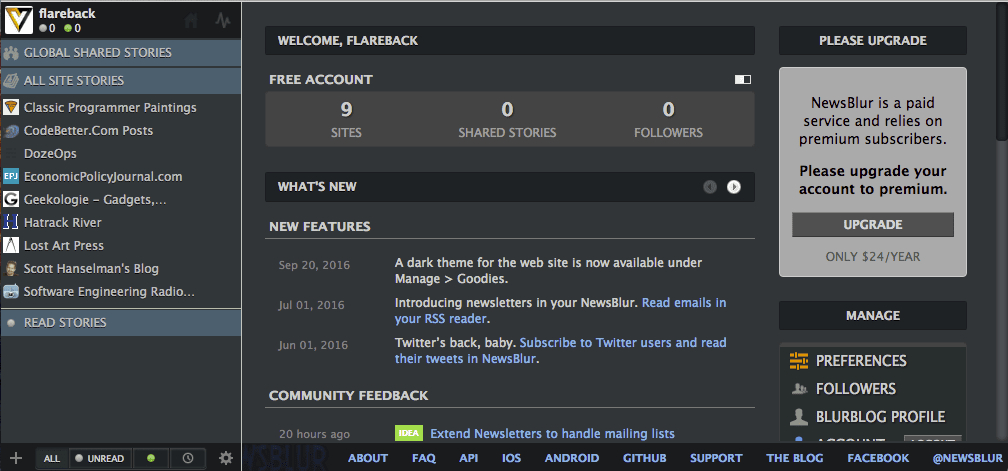 flareback
0 0
GLOBAL SHARED STORIES
ALL SITE STORIES
Classic Programmer Paintings
CodeBetter.Com Posts
DozeOps
EPJ EconomicPolicyJournal.com
G Geekologie – Gadgets,...
Hatrack River
Lost Art Press
Scott Hanselman's Blog
Software Engineering Radio...
READ STORIES
ALL UNREAD
WELCOME, FLAREBACK
FREE ACCOUNT
9 0 0
SITES SHARED STORIES FOLLOWERS
WHAT'S NEW
NEW FEATURES
Sep 20, 2016 A dark theme for the web site is now available under
Manage > Goodies.
Jul 01, 2016 Introducing newsletters in your NewsBlur. Read emails in
your RSS reader.
Jun 01, 2016 Twitter's back, baby. Subscribe to Twitter users and read
their tweets in NewsBlur.
COMMUNITY FEEDBACK
20 hours ago IDEA Extend Newsletters to handle mailing lists
PLEASE UPGRADE
NewsBlur is a paid
service and relies on
premium subscribers.
Please upgrade your
account to premium.
UPGRADE
ONLY $24/YEAR
MANAGE
PREFERENCES
FOLLOWERS
BLURBLOG PROFILE
ACCOUNT
ABOUT FAQ API IOS ANDROID GITHUB SUPPORT THE BLOG FACEBOOK @NEWSBLUR